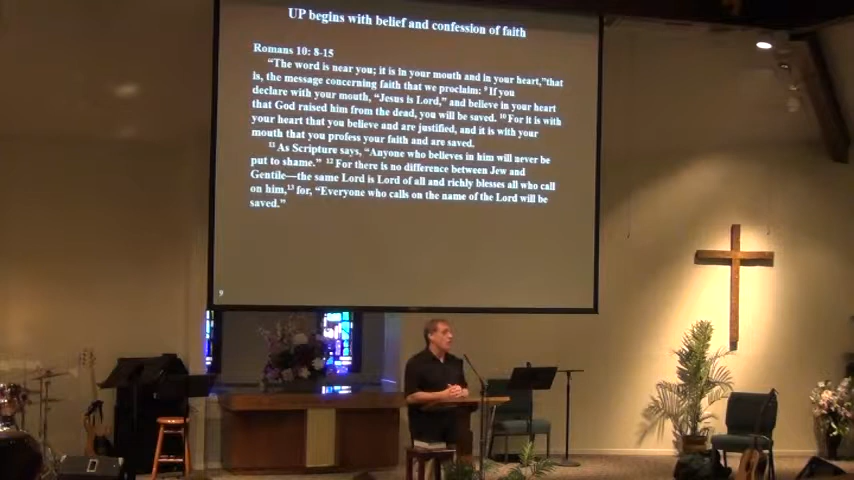 UP begins with belief and confession of faith
Romans 10: 8-15
“The word is near you; it is in your mouth and in your heart,”that
is, the message concerning faith that we proclaim: ⁹ If you
declare with your mouth, “Jesus is Lord,” and believe in your heart
that God raised him from the dead, you will be saved. ¹⁰ For it is with
your heart that you believe and are justified, and it is with your
mouth that you profess your faith and are saved.
¹¹ As Scripture says, “Anyone who believes in him will never be
put to shame.” ¹² For there is no difference between Jew and
Gentile—the same Lord is Lord of all and richly blesses all who call
on him,¹³ for, “Everyone who calls on the name of the Lord will be
saved.”
9